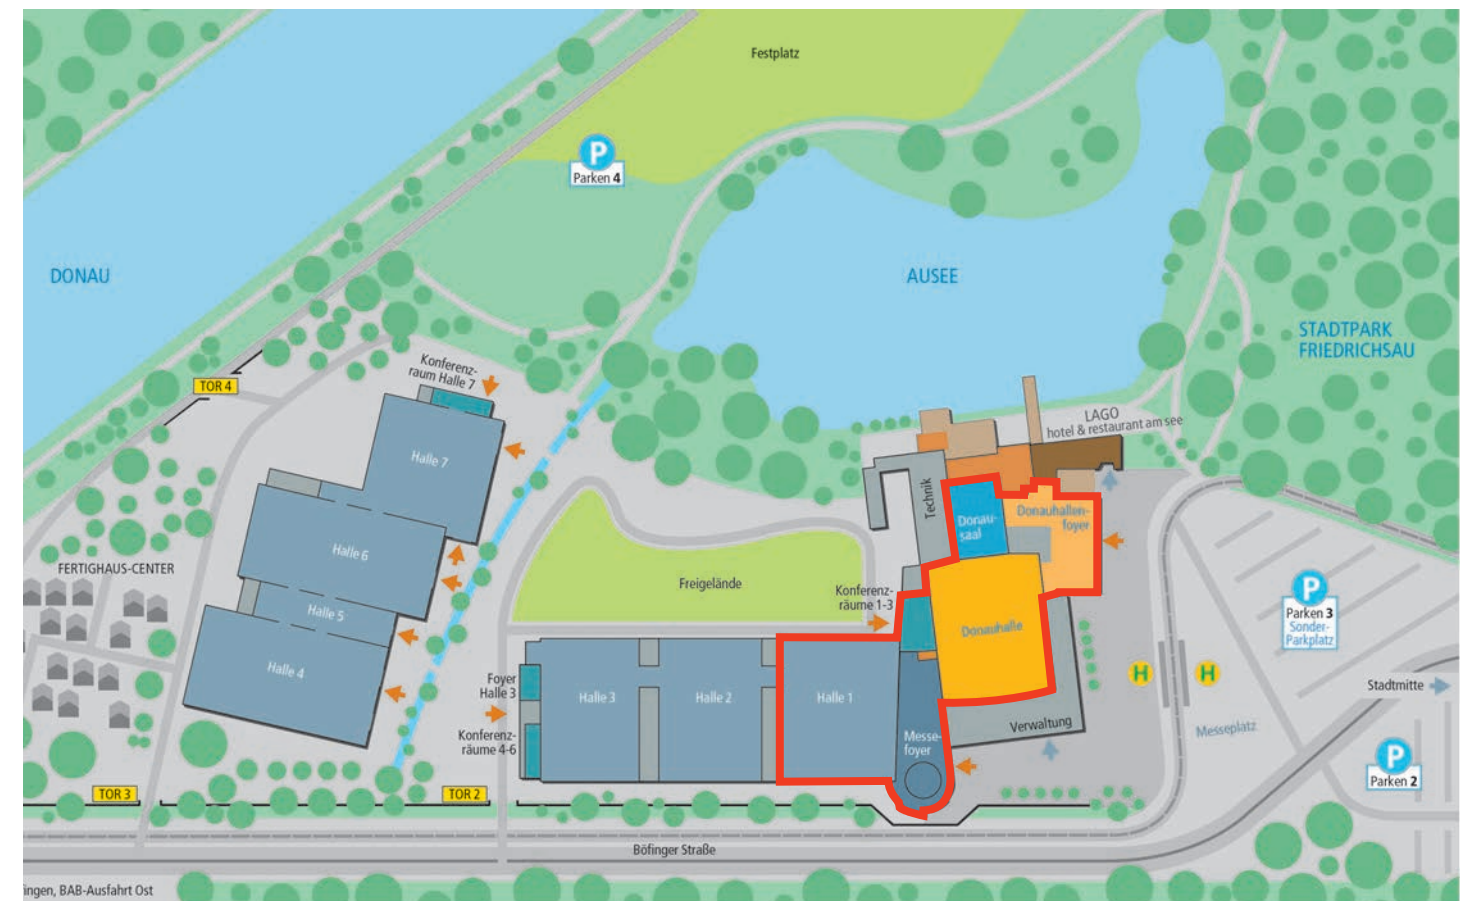 Festplatz
P
Parken 4
DONAU
AUSEE
STADTPARK
FRIEDRICHSAU
TOR 4
Konferenz-
raum Halle 7
Halle 7
LAGO
hotel & restaurant am see
Technik
Donau-
saal
Donauhallen-
foyer
Halle 6
FERTIGHAUS-CENTER
Halle 5
Freigelände
Konferenz-
räume 1-3
Donauhalle
P
Parken 3
Sonder-
Parkplatz
Halle 4
Foyer
Halle 3
Konferenz-
räume 4-6
Halle 3
Halle 2
Halle 1
Messe-
foyer
Verwaltung
H
H
Stadtmitte
Messeplatz
P
Parken 2
TOR 3
TOR 2
Böfinger Straße
ingen, BAB-Ausfahrt Ost